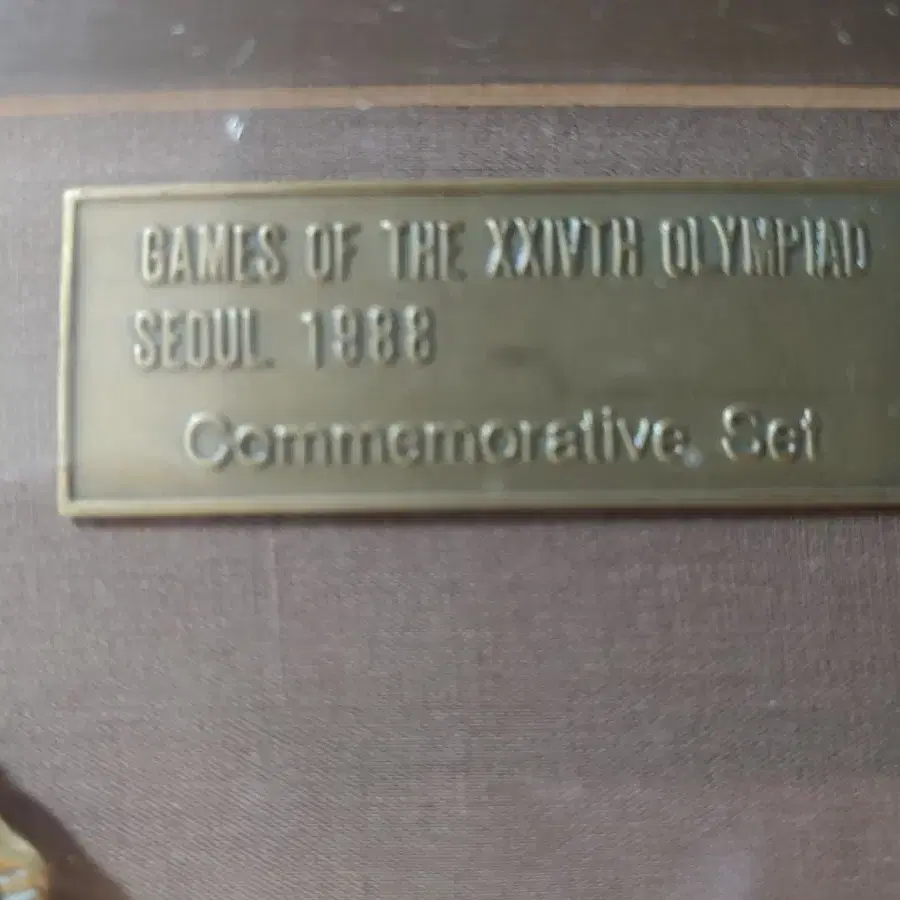 GAMES OF THE XXIVTH OLYMPIAD
SEOUL. 1988
Commemorative Set